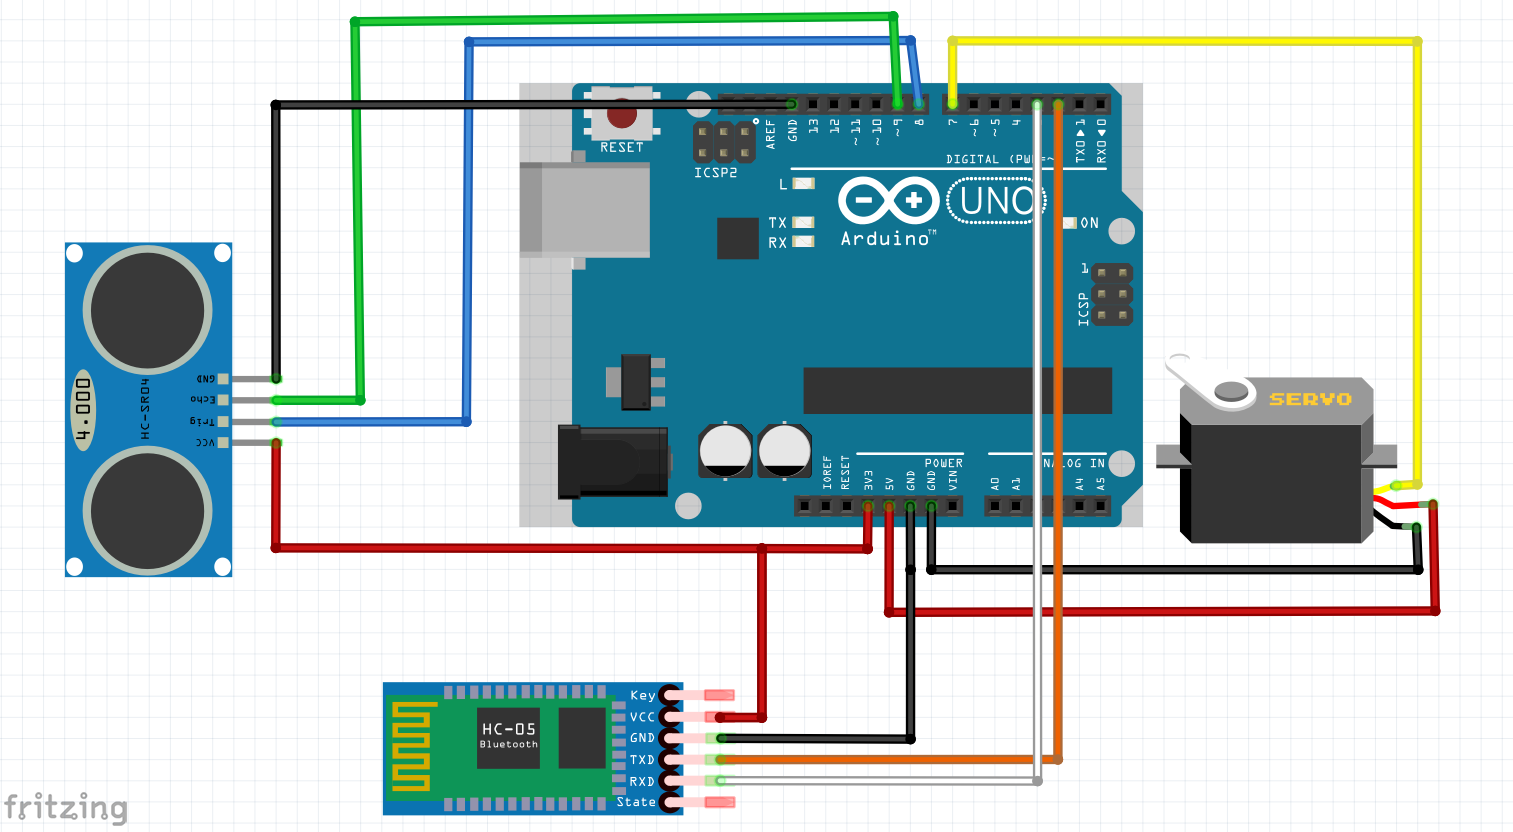 RESET
ICSP2
AREF
GND
13
12
~11
~10
~9
8
7
~6
~5
4
TX0▶1
RX0◀0
DIGITAL (PWM=~
L
TX
RX
Arduino™
UNO
ON
1
ICSP
IOREF
RESET
3V3
5V
GND
GND
VIN
POWER
A0
A1
A4
A5
ANALOG IN
GND
Echo
Trig
VCC
HC-SR04
4.000
SERVO
HC-05
Bluetooth
Key
VCC
GND
TXD
RXD
State
fritzing